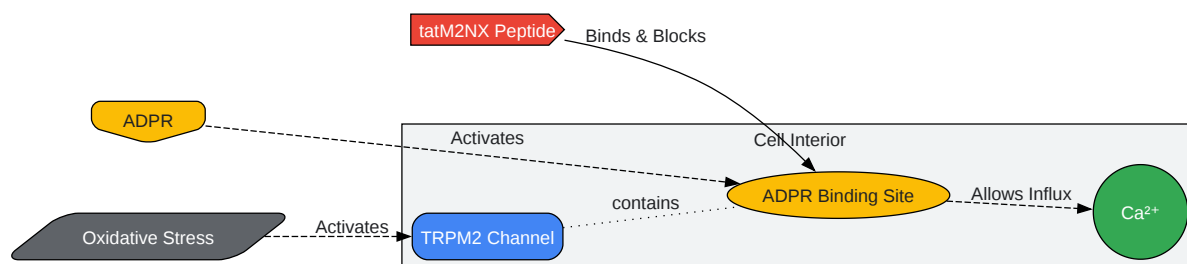 tatM2NX Peptide
Binds & Blocks
ADPR
Activates
Cell Interior
ADPR Binding Site
contains
Allows Influx
Ca²⁺
Oxidative Stress
Activates
TRPM2 Channel